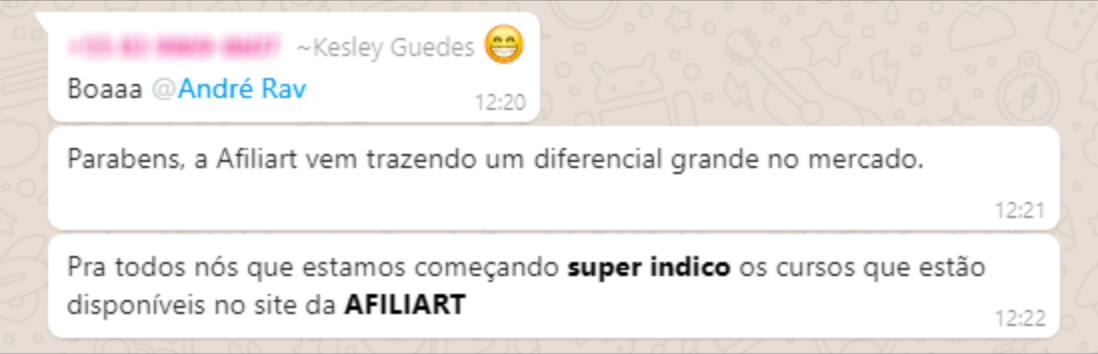 ~Kesley Guedes 😁
Boaaa @André Rav
12:20
Parabens, a Afiliart vem trazendo um diferencial grande no mercado.
12:21
Pra todos nós que estamos começando super indico os cursos que estão
disponíveis no site da AFILIART
12:22